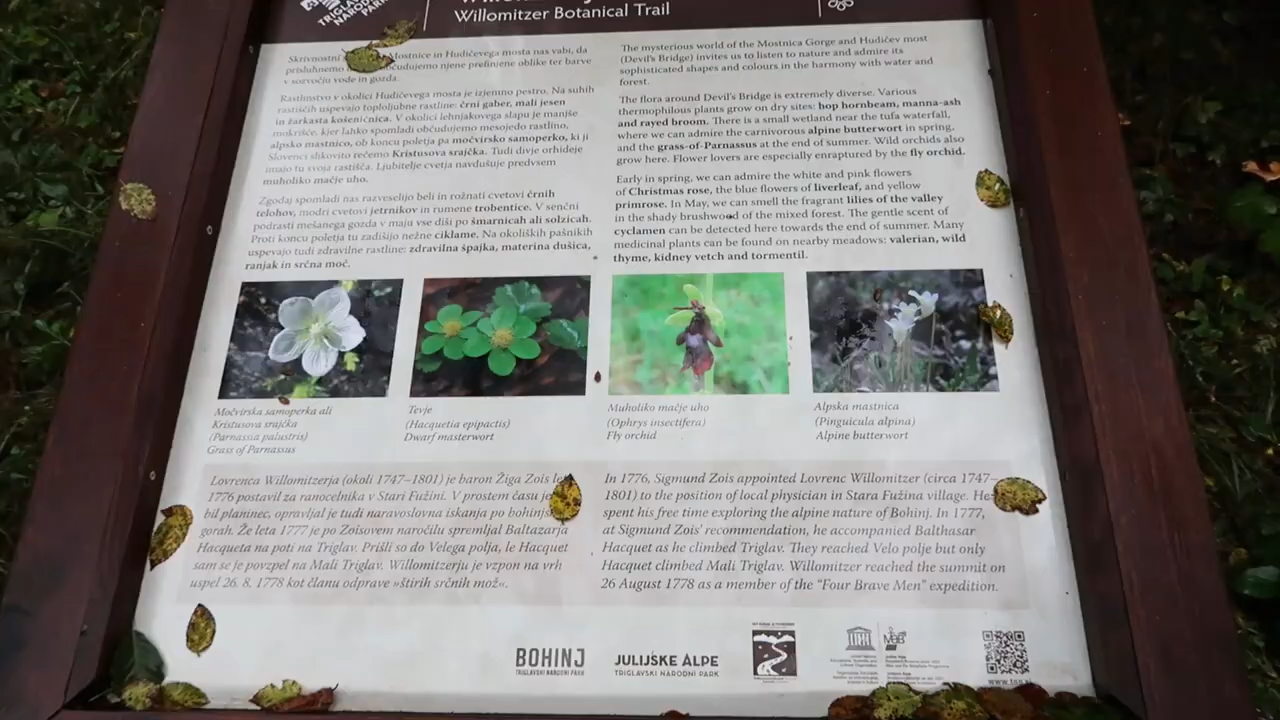 TRIGLAVSKI
NARODNI
PARK
Willomitzer Botanical Trail
Skrivnostni Mostnice in Hudičevega mosta nas vabi, da
prisluhnemo in občudujemo njene prefinjene oblike ter barve
v sozvočju vode in gozda.
Rastlinstvo v okolici Hudičevega mosta je izjemno pestro. Na suhih
rastiščih uspevajo toploljubne rastline: črni gaber, mali jesen
in žarkasta košeničica. V okolici lehnjakovega slapu je manjše
mokrišče, kjer lahko spomladi občudujemo mesojedo rastlino,
alpsko mastnico, ob koncu poletja pa močvirsko samoperko, ki ji
Slovenci slikovito rečemo Kristusova srajčka. Tudi divje orhideje
imajo tu svoja rastišča. Ljubitelje cvetja navdušuje predvsem
muholiko mačje uho.
Zgodaj spomladi nas razveselijo beli in rožnati cvetovi črnih
telohov, modri cvetovi jetrnikov in rumene trobentice. V senčni
podrasti mešanega gozda v maju vse diši po šmarnicah ali solzicah.
Proti koncu poletja tu zadišijo nežne ciklame. Na okoliških pašnikih
uspevajo tudi zdravilne rastline: zdravilna špajka, materina dušica,
ranjak in srčna moč.
The mysterious world of the Mostnica Gorge and Hudičev most
(Devil's Bridge) invites us to listen to nature and admire its
sophisticated shapes and colours in the harmony with water and
forest.
The flora around Devil's Bridge is extremely diverse. Various
thermophilous plants grow on dry sites: hop hornbeam, manna-ash
and rayed broom. There is a small wetland near the tufa waterfall,
where we can admire the carnivorous alpine butterwort in spring,
and the grass-of-Parnassus at the end of summer. Wild orchids also
grow here. Flower lovers are especially enraptured by the fly orchid.
Early in spring, we can admire the white and pink flowers
of Christmas rose, the blue flowers of liverleaf, and yellow
primrose. In May, we can smell the fragrant lilies of the valley
in the shady brushwood of the mixed forest. The gentle scent of
cyclamen can be detected here towards the end of summer. Many
medicinal plants can be found on nearby meadows: valerian, wild
thyme, kidney vetch and tormentil.
Močvirska samoperka ali
Kristusova srajčka
(Parnassia palustris)
Grass of Parnassus
Tevje
(Hacquetia epipactis)
Dwarf masterwort
Muholiko mačje uho
(Ophrys insectifera)
Fly orchid
Alpska mastnica
(Pinguicula alpina)
Alpine butterwort
Lovrenca Willomitzerja (okoli 1747–1801) je baron Žiga Zois
1776 postavil za ranocelnika v Stari Fužini. V prostem času je
bil planinec, opravljal je tudi naravoslovna iskanja po bohinjskih
gorah. Že leta 1777 je po Zoisovem naročilu spremljal Baltazarja
Hacqueta na poti na Triglav. Prišli so do Velega polja, le Hacquet
sam se je povzpel na Mali Triglav. Willomitzerju je vzpon na vrh
uspel 26. 8. 1778 kot članu odprave »štirih srčnih mož«.
In 1776, Sigmund Zois appointed Lovrenc Willomitzer (circa 1747–
1801) to the position of local physician in Stara Fužina village. He
spent his free time exploring the alpine nature of Bohinj. In 1777,
at Sigmund Zois' recommendation, he accompanied Balthasar
Hacquet as he climbed Triglav. They reached Velo polje but only
Hacquet climbed Mali Triglav. Willomitzer reached the summit on
26 August 1778 as a member of the "Four Brave Men" expedition.
BOHINJ
TRIGLAVSKI NARODNI PARK
JULIJSKE ALPE
TRIGLAVSKI NARODNI PARK
MaB